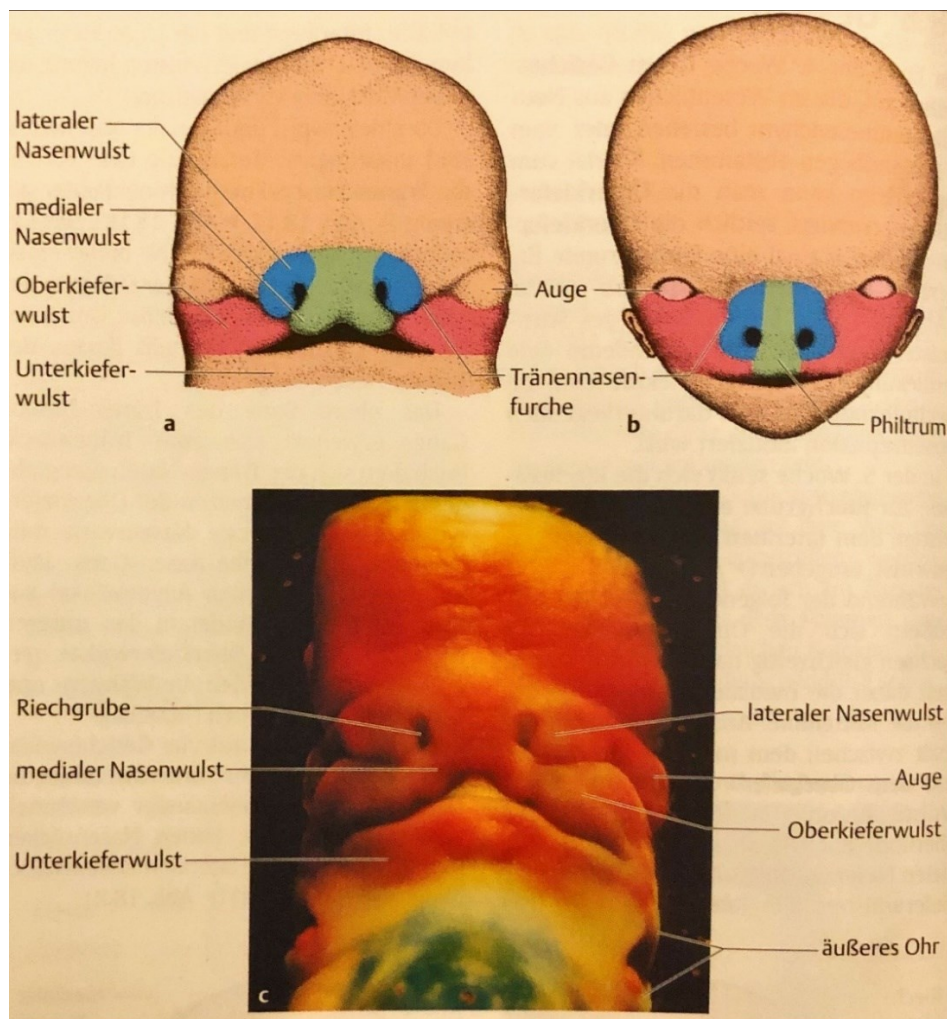 lateraler
Nasenwulst
medialer
Nasenwulst
Oberkiefer-
wulst
Unterkiefer-
wulst
Auge
Tränennasen-
furche
Philtrum
a
b
Riechgrube
medialer Nasenwulst
Unterkieferwulst
lateraler Nasenwulst
Auge
Oberkieferwulst
äußeres Ohr
c